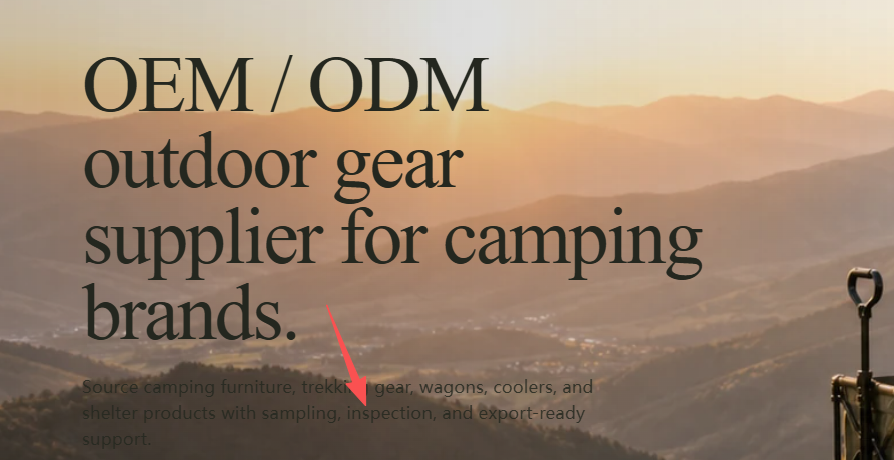 OEM / ODM
outdoor gear
supplier for camping
brands.
Source camping furniture, trekking gear, wagons, coolers, and
shelter products with sampling, inspection, and export-ready
support.